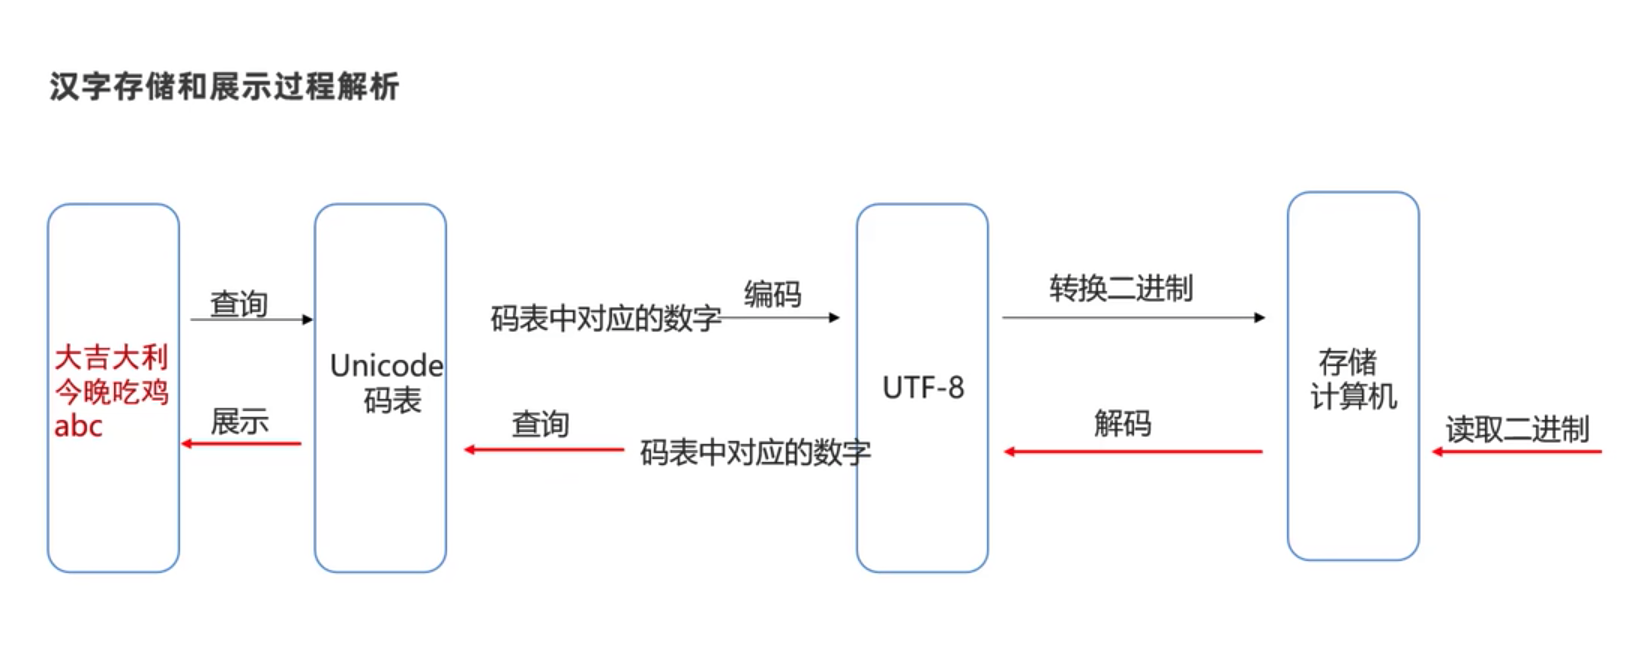 汉字存储和展示过程解析
大吉大利
今晚吃鸡
abc
查询
展示
Unicode
码表
码表中对应的数字
编码
查询
码表中对应的数字
UTF-8
转换二进制
解码
存储
计算机
读取二进制